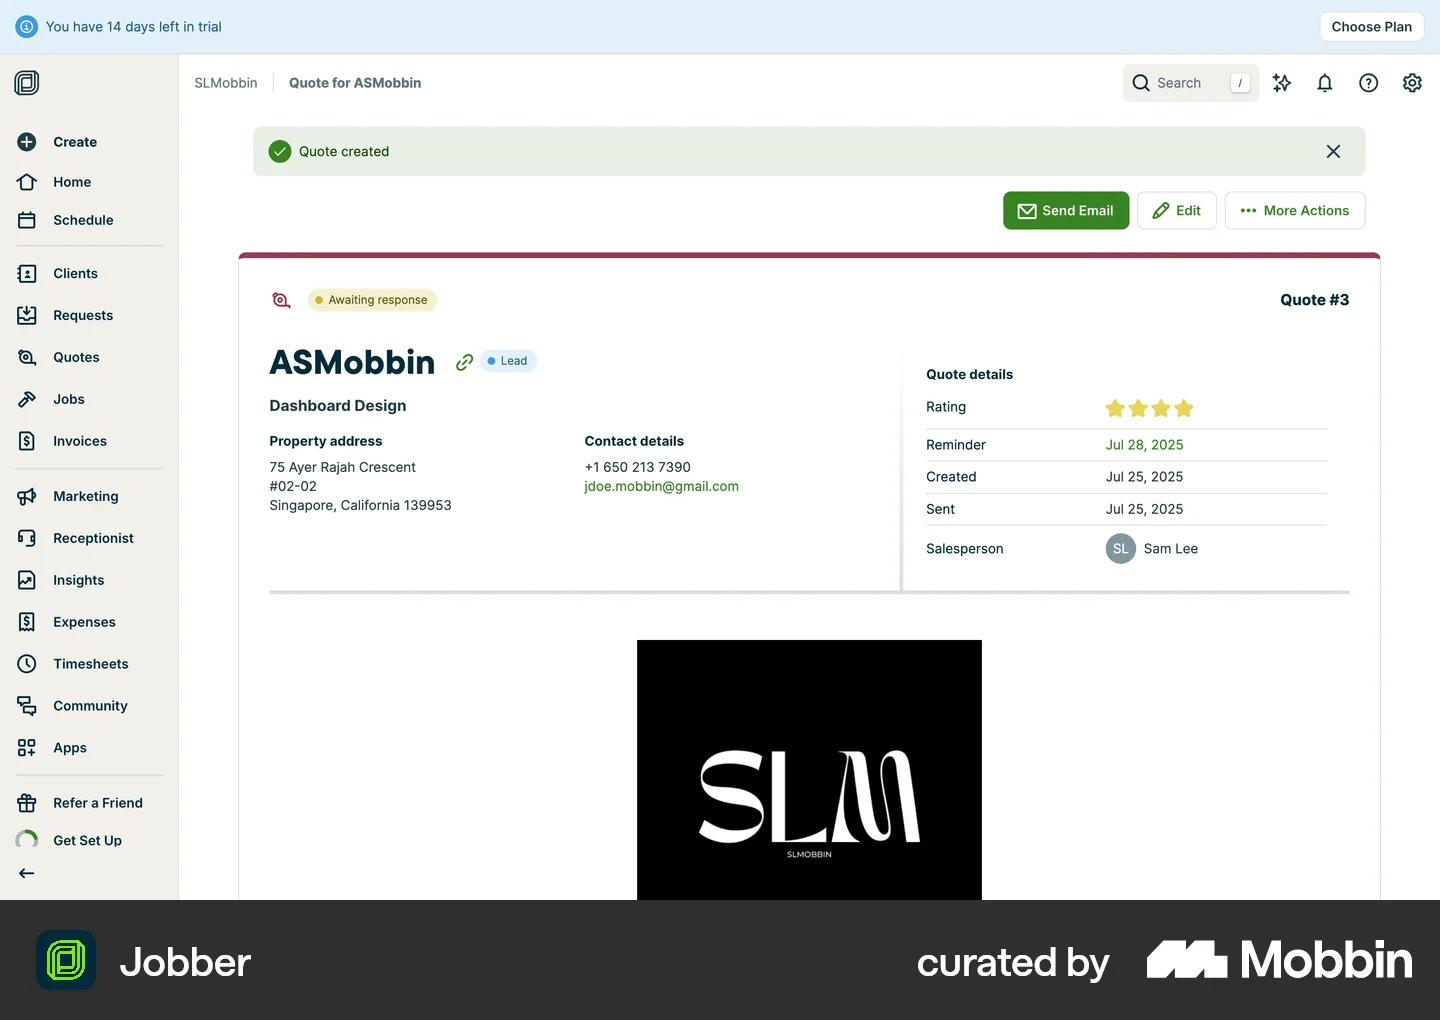 You have 14 days left in trial
Choose Plan
SLMobbin
Quote for ASMobbin
Search
/
Create
Home
Schedule
Clients
Requests
Quotes
Jobs
Invoices
Marketing
Receptionist
Insights
Expenses
Timesheets
Community
Apps
Refer a Friend
Get Set Up
Quote created
Send Email
Edit
More Actions
Awaiting response
Quote #3
ASMobbin
Lead
Dashboard Design
Property address
75 Ayer Rajah Crescent
#02-02
Singapore, California 139953
Contact details
+1 650 213 7390
jdoe.mobbin@gmail.com
Quote details
Rating
Reminder Jul 28, 2025
Created Jul 25, 2025
Sent Jul 25, 2025
Salesperson SL Sam Lee
SLM
SLMOBBIN
Jobber
curated by Mobbin